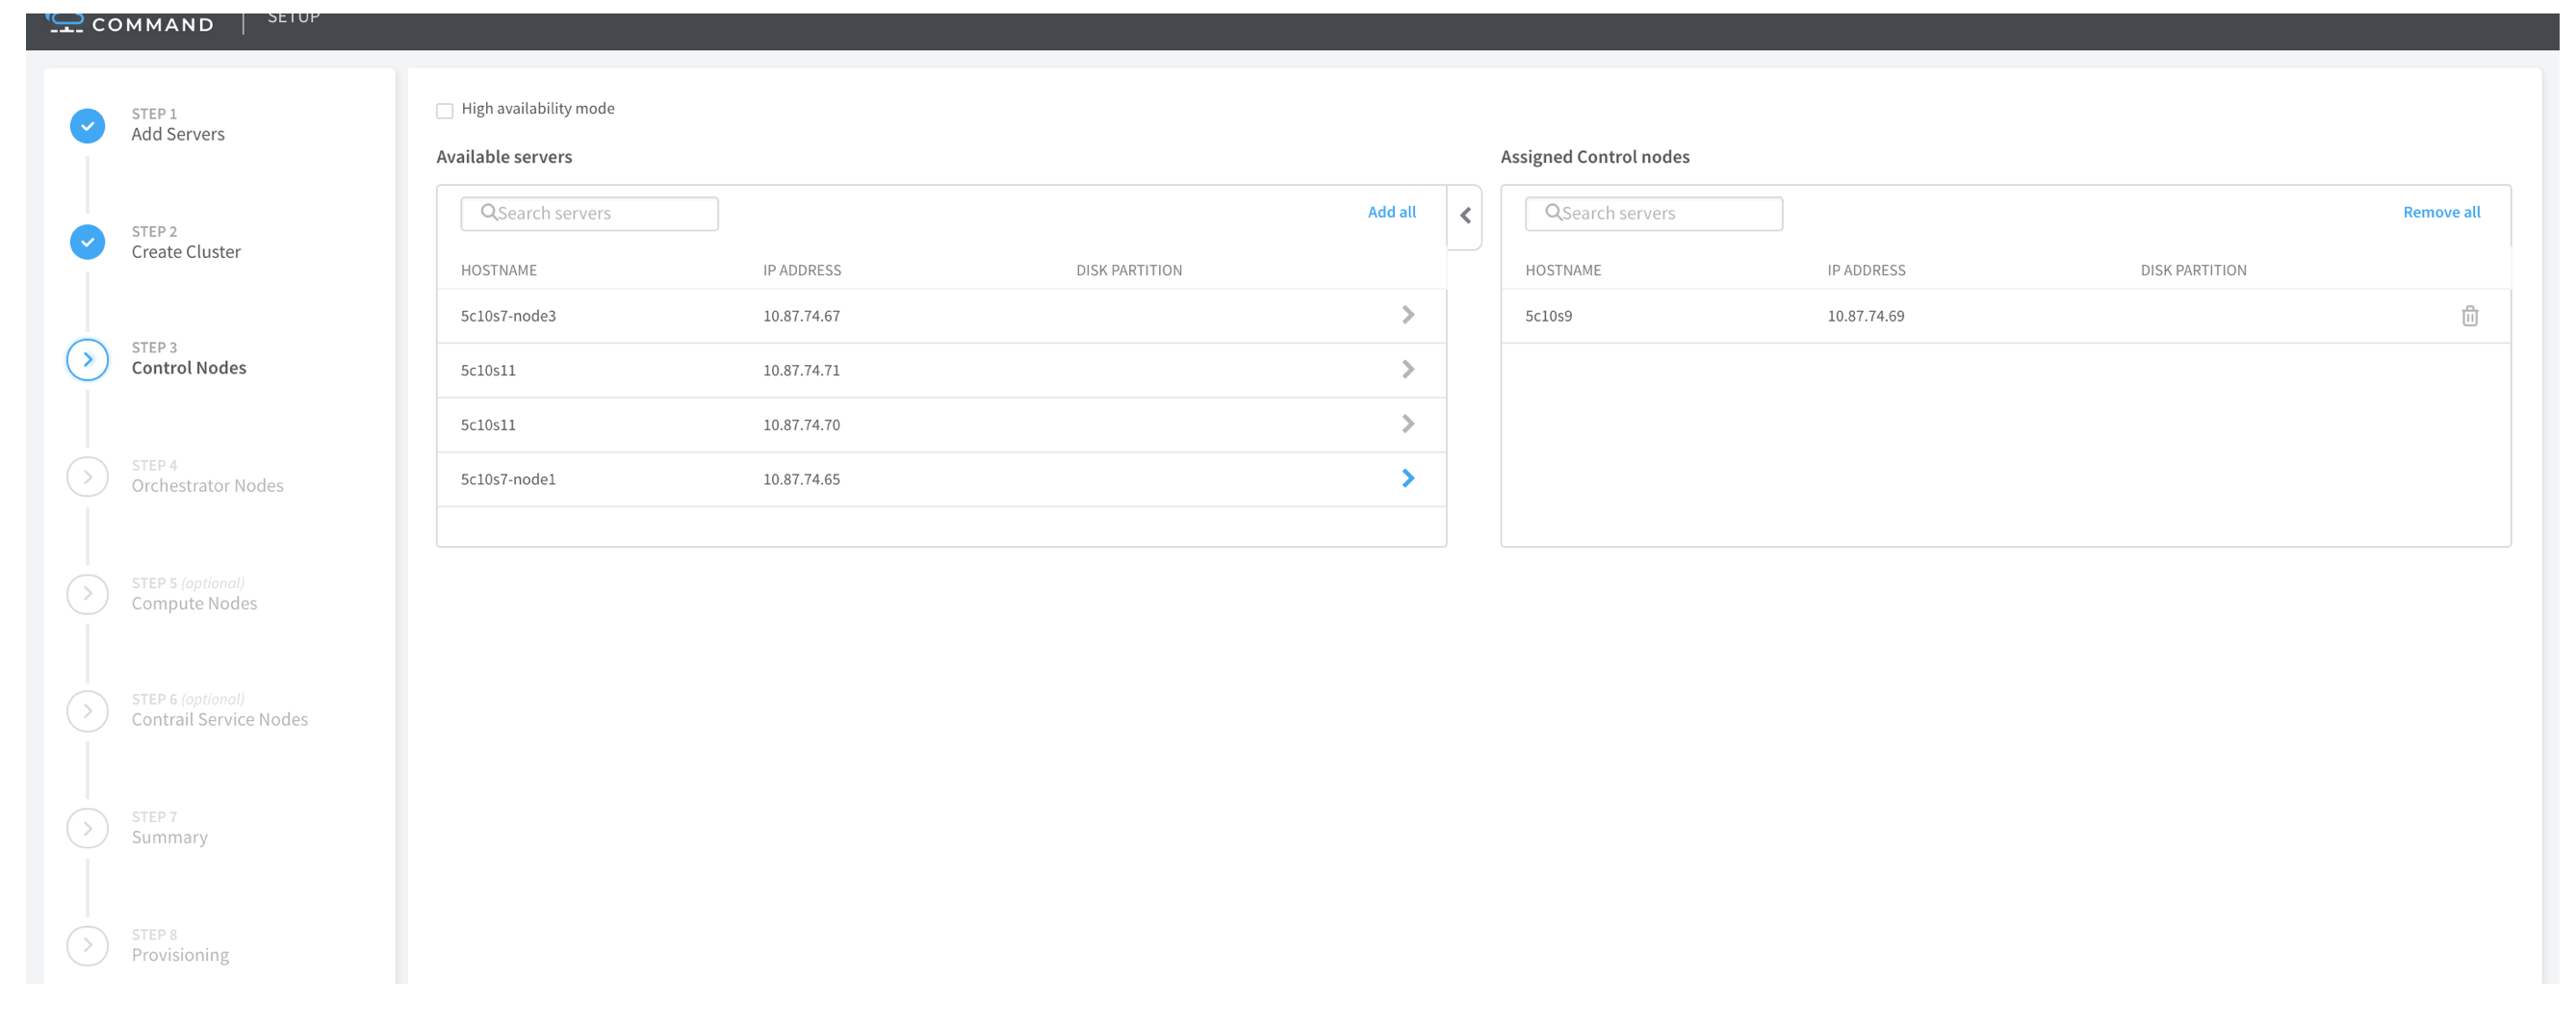 COMMAND
SETUP
STEP 1
Add Servers
STEP 2
Create Cluster
STEP 3
Control Nodes
STEP 4
Orchestrator Nodes
STEP 5 (optional)
Compute Nodes
STEP 6 (optional)
Contrail Service Nodes
STEP 7
Summary
STEP 8
Provisioning
High availability mode
Available servers
Search servers
Add all
HOSTNAME IP ADDRESS DISK PARTITION
5c10s7-node3 10.87.74.67
5c10s11 10.87.74.71
5c10s11 10.87.74.70
5c10s7-node1 10.87.74.65
Assigned Control nodes
Search servers
Remove all
HOSTNAME IP ADDRESS DISK PARTITION
5c10s9 10.87.74.69